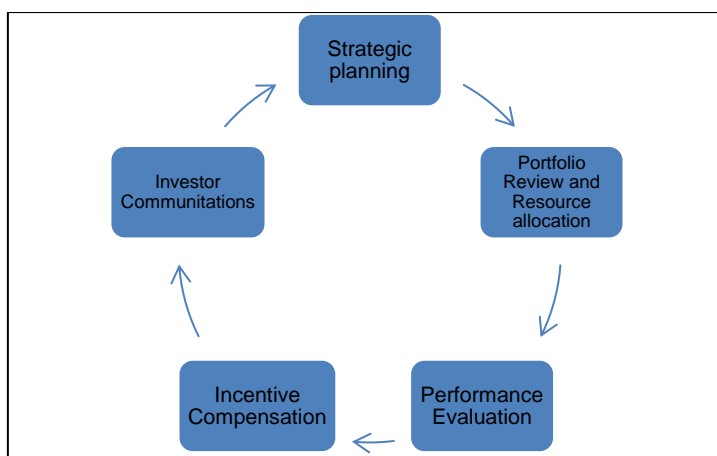 Strategic
planning
Portfolio
Review and
Resource
allocation
Performance
Evaluation
Incentive
Compensation
Investor
Communitations